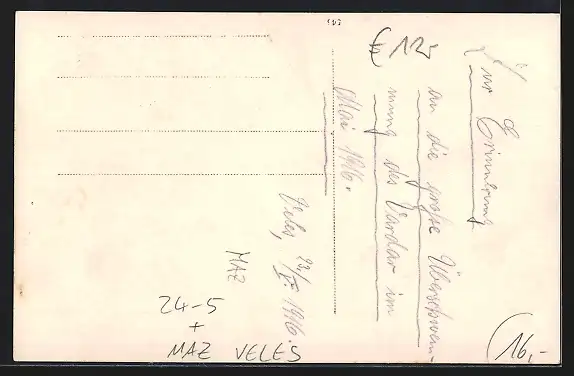 Zur Erinnerung
an die große Überschwem-
mung des Vardar im
Mai 1916.
Veles, 23/V. 1916.
€ 125
MAZ
24-5
+
MAZ VELES
(16,-